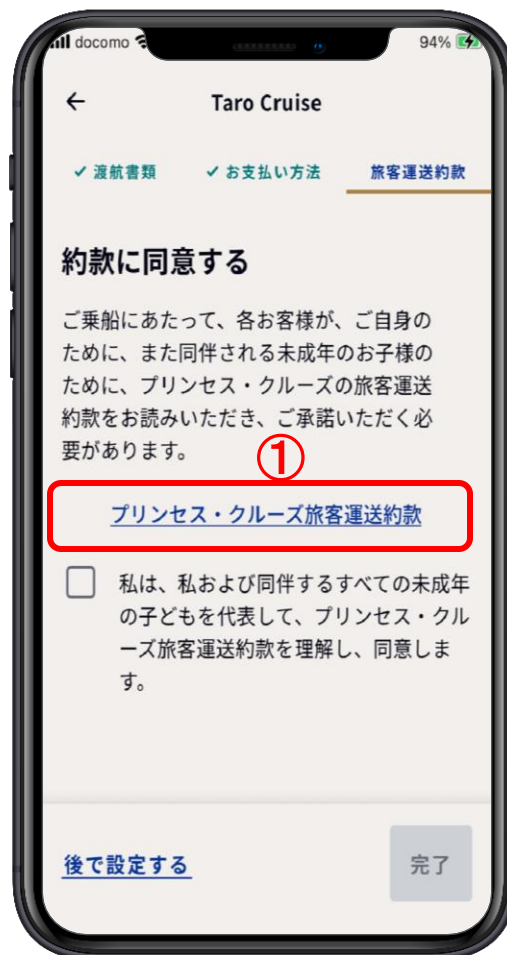 docomo
94%
← Taro Cruise
✓ 渡航書類 ✓ お支払い方法 旅客運送約款
約款に同意する
ご乗船にあたって、各お客様が、ご自身の
ために、また同伴される未成年のお子様の
ために、プリンセス・クルーズの旅客運送
約款をお読みいただき、ご承諾いただく必
要があります。
①
プリンセス・クルーズ旅客運送約款
私は、私および同伴するすべての未成年
の子どもを代表して、プリンセス・クル
ーズ旅客運送約款を理解し、同意しま
す。
後で設定する
完了